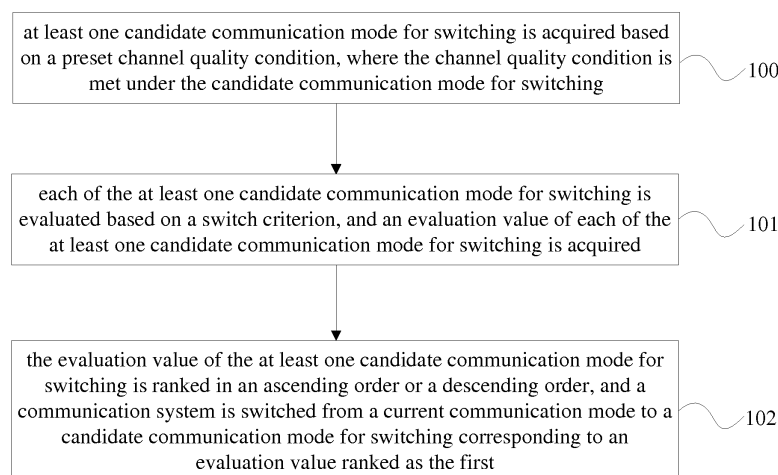 at least one candidate communication mode for switching is acquired based
on a preset channel quality condition, where the channel quality condition is
met under the candidate communication mode for switching
100
each of the at least one candidate communication mode for switching is
evaluated based on a switch criterion, and an evaluation value of each of the
at least one candidate communication mode for switching is acquired
101
the evaluation value of the at least one candidate communication mode for
switching is ranked in an ascending order or a descending order, and a
communication system is switched from a current communication mode to a
candidate communication mode for switching corresponding to an
evaluation value ranked as the first
102